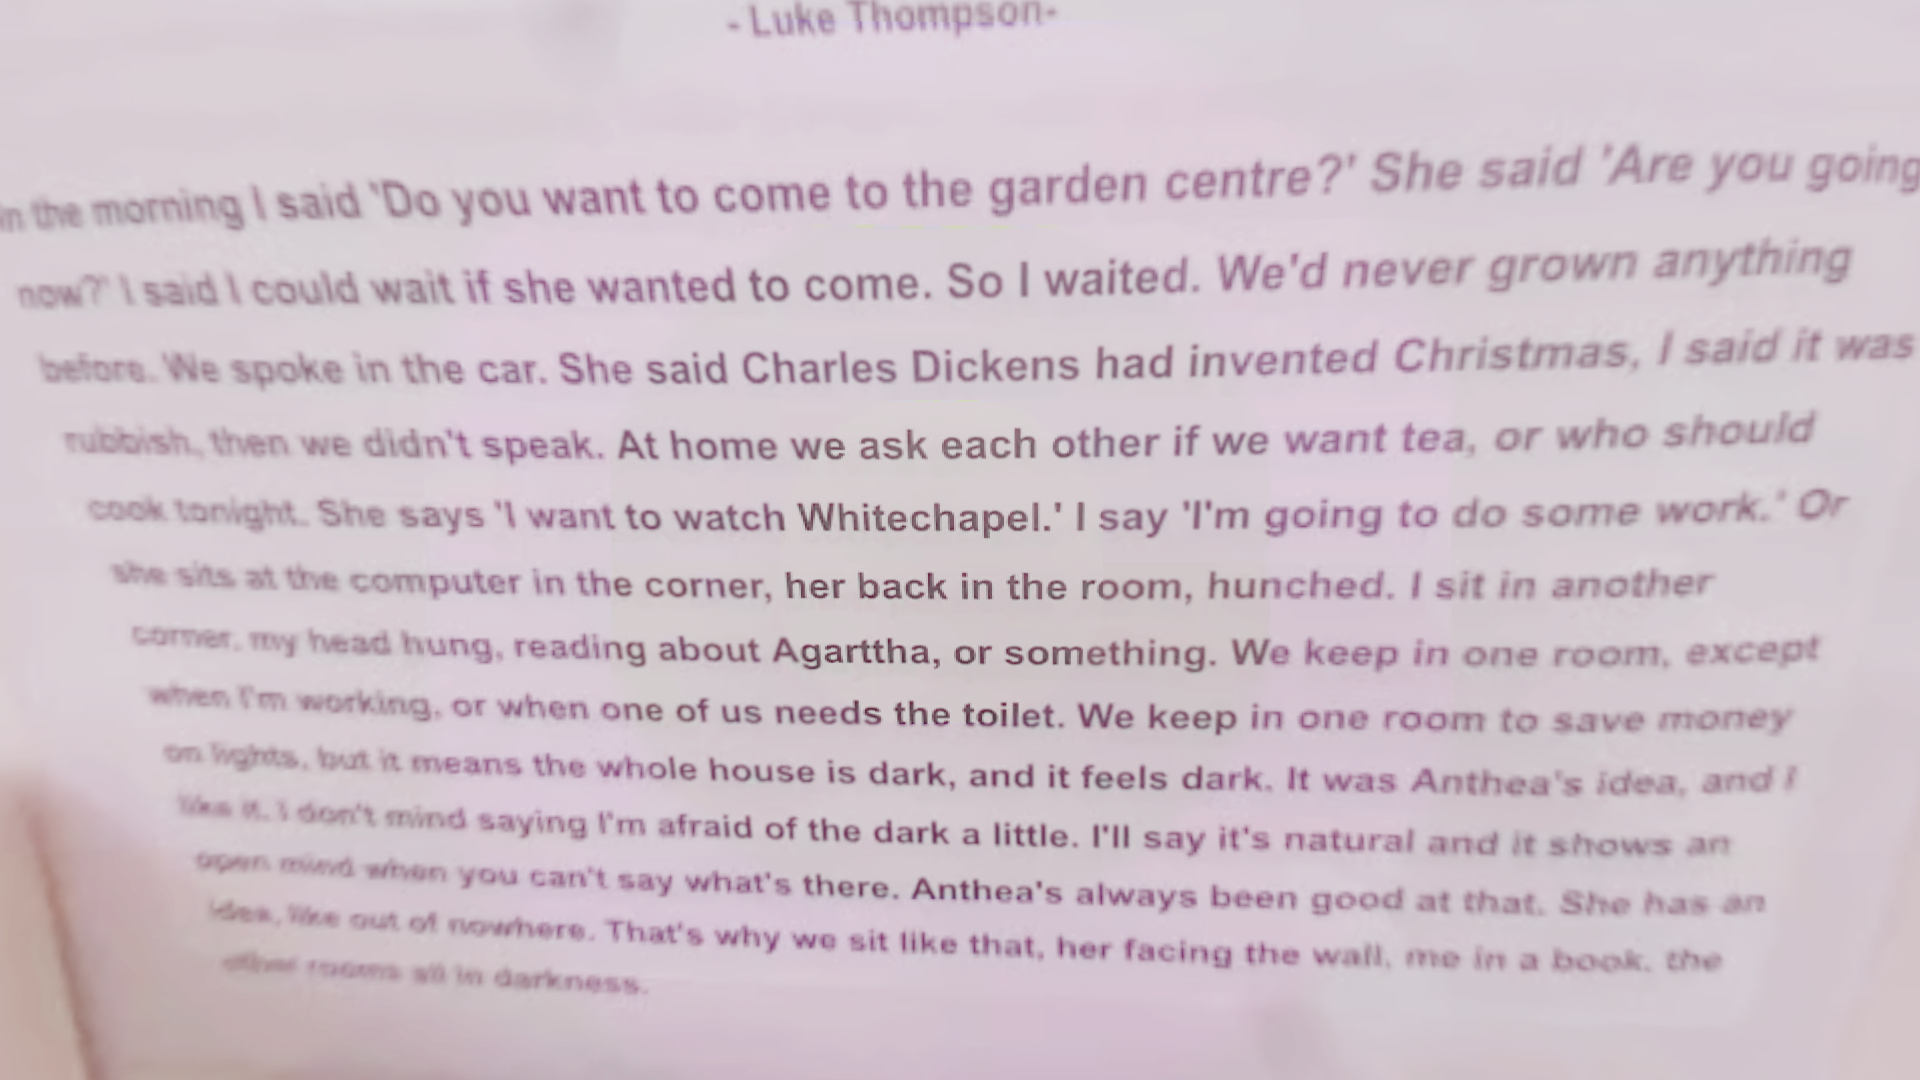 - Luke Thompson-
in the morning I said 'Do you want to come to the garden centre?' She said 'Are you going
now?' I said I could wait if she wanted to come. So I waited. We'd never grown anything
before. We spoke in the car. She said Charles Dickens had invented Christmas, I said it was
rubbish, then we didn't speak. At home we ask each other if we want tea, or who should
cook tonight. She says 'I want to watch Whitechapel.' I say 'I'm going to do some work.' Or
she sits at the computer in the corner, her back in the room, hunched. I sit in another
corner, my head hung, reading about Agarttha, or something. We keep in one room, except
when I'm working, or when one of us needs the toilet. We keep in one room to save money
on lights, but it means the whole house is dark, and it feels dark. It was Anthea's idea, and I
like it. I don't mind saying I'm afraid of the dark a little. I'll say it's natural and it shows an
open mind when you can't say what's there. Anthea's always been good at that. She has an
idea, like out of nowhere. That's why we sit like that, her facing the wall, me in a book, the
other rooms all in darkness.